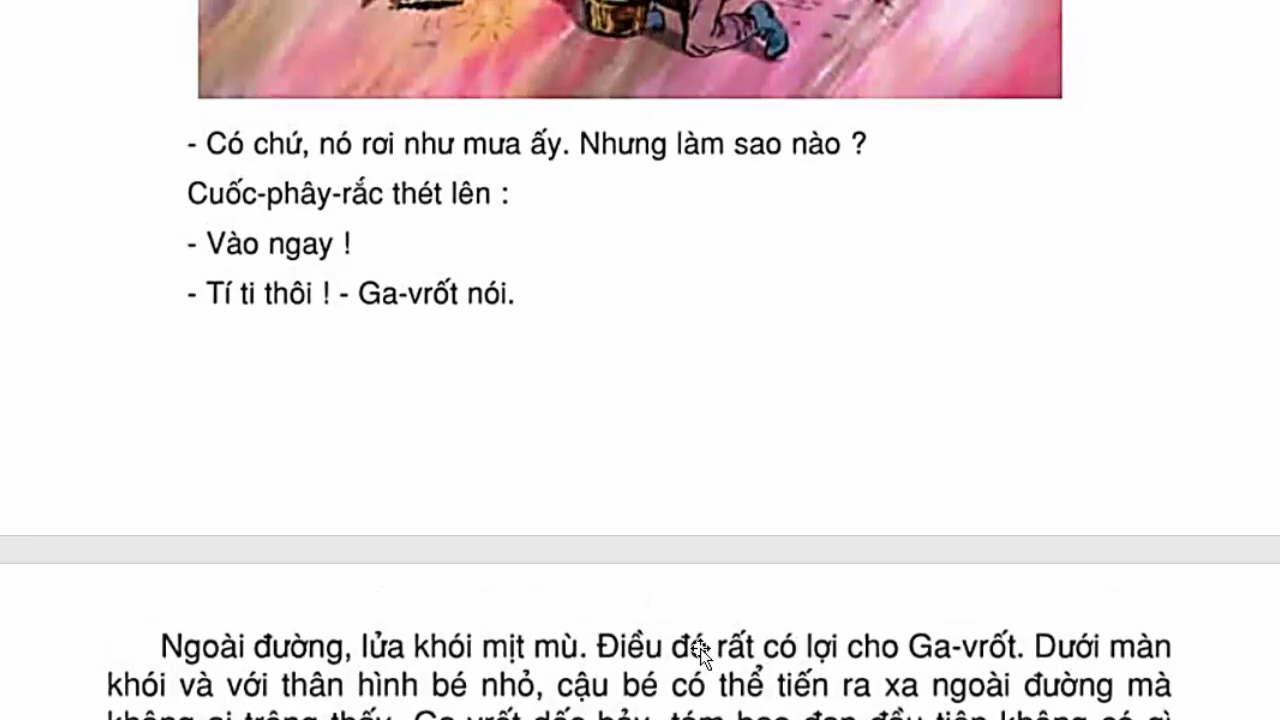 - Có chứ, nó rơi như mưa ấy. Nhưng làm sao nào ?
Cuốc-phây-rắc thét lên :
- Vào ngay !
- Tí ti thôi ! - Ga-vrốt nói.
Ngoài đường, lửa khói mịt mù. Điều đó rất có lợi cho Ga-vrốt. Dưới màn
khói và với thân hình bé nhỏ, cậu bé có thể tiến ra xa ngoài đường mà